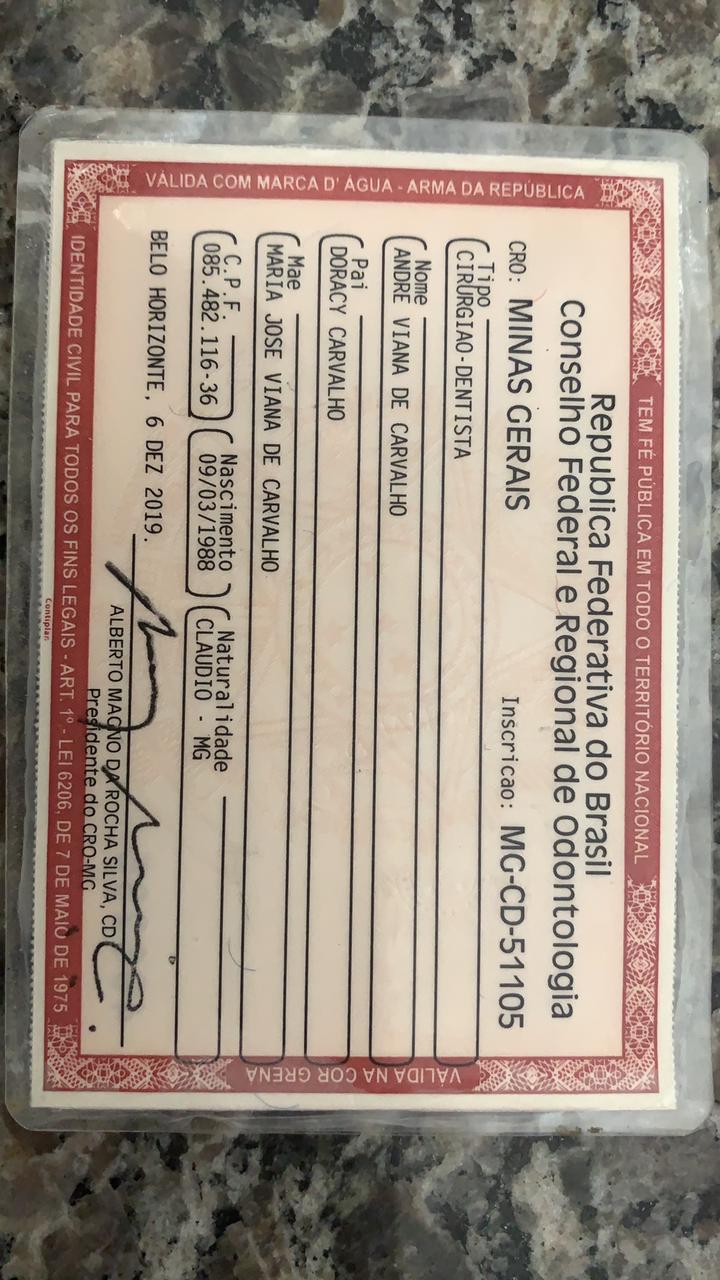 TEM FÉ PÚBLICA EM TODO O TERRITÓRIO NACIONAL
VÁLIDA COM MARCA D' ÁGUA - ARMA DA REPÚBLICA
Republica Federativa do Brasil
Conselho Federal e Regional de Odontologia
CRO: MINAS GERAIS Inscricao: MG-CD-51105
Tipo
CIRURGIAO-DENTISTA
Nome
ANDRE VIANA DE CARVALHO
Pai
DORACY CARVALHO
Mae
MARIA JOSE VIANA DE CARVALHO
C.P.F. Nascimento Naturalidade
085.482.116-36 09/03/1988 CLAUDIO - MG
BELO HORIZONTE, 6 DEZ 2019.
ALBERTO MAGNO DA ROCHA SILVA, CD
Presidente do CRO-MG
VÁLIDA NA COR GRENA
IDENTIDADE CIVIL PARA TODOS OS FINS LEGAIS - ART. 1º - LEI 6206, DE 7 DE MAIO DE 1975
Contiplan